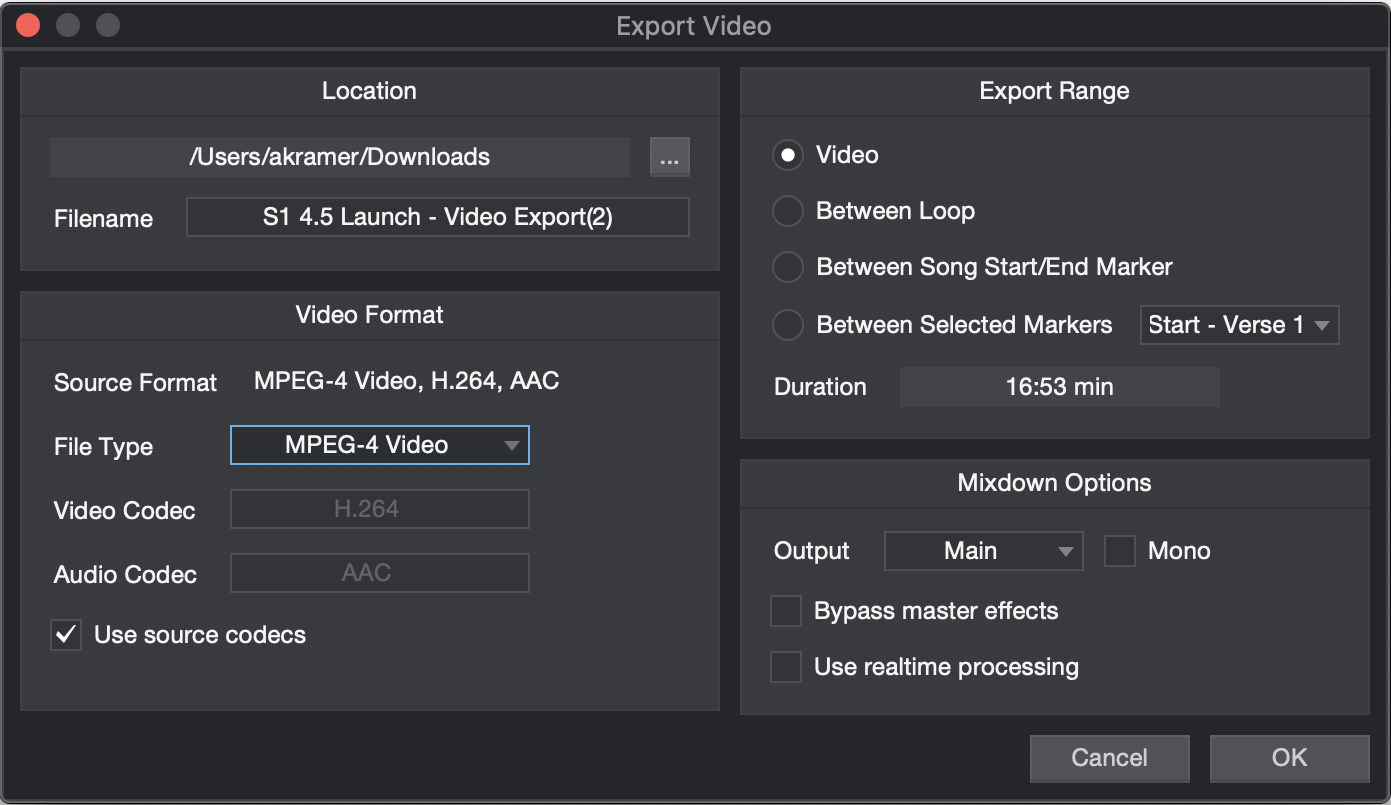 Export Video
Location
/Users/akramer/Downloads
...
Filename
S1 4.5 Launch - Video Export(2)
Video Format
Source Format
MPEG-4 Video, H.264, AAC
File Type
MPEG-4 Video
Video Codec
H.264
Audio Codec
AAC
Use source codecs
Export Range
Video
Between Loop
Between Song Start/End Marker
Between Selected Markers
Start - Verse 1
Duration
16:53 min
Mixdown Options
Output
Main
Mono
Bypass master effects
Use realtime processing
Cancel
OK